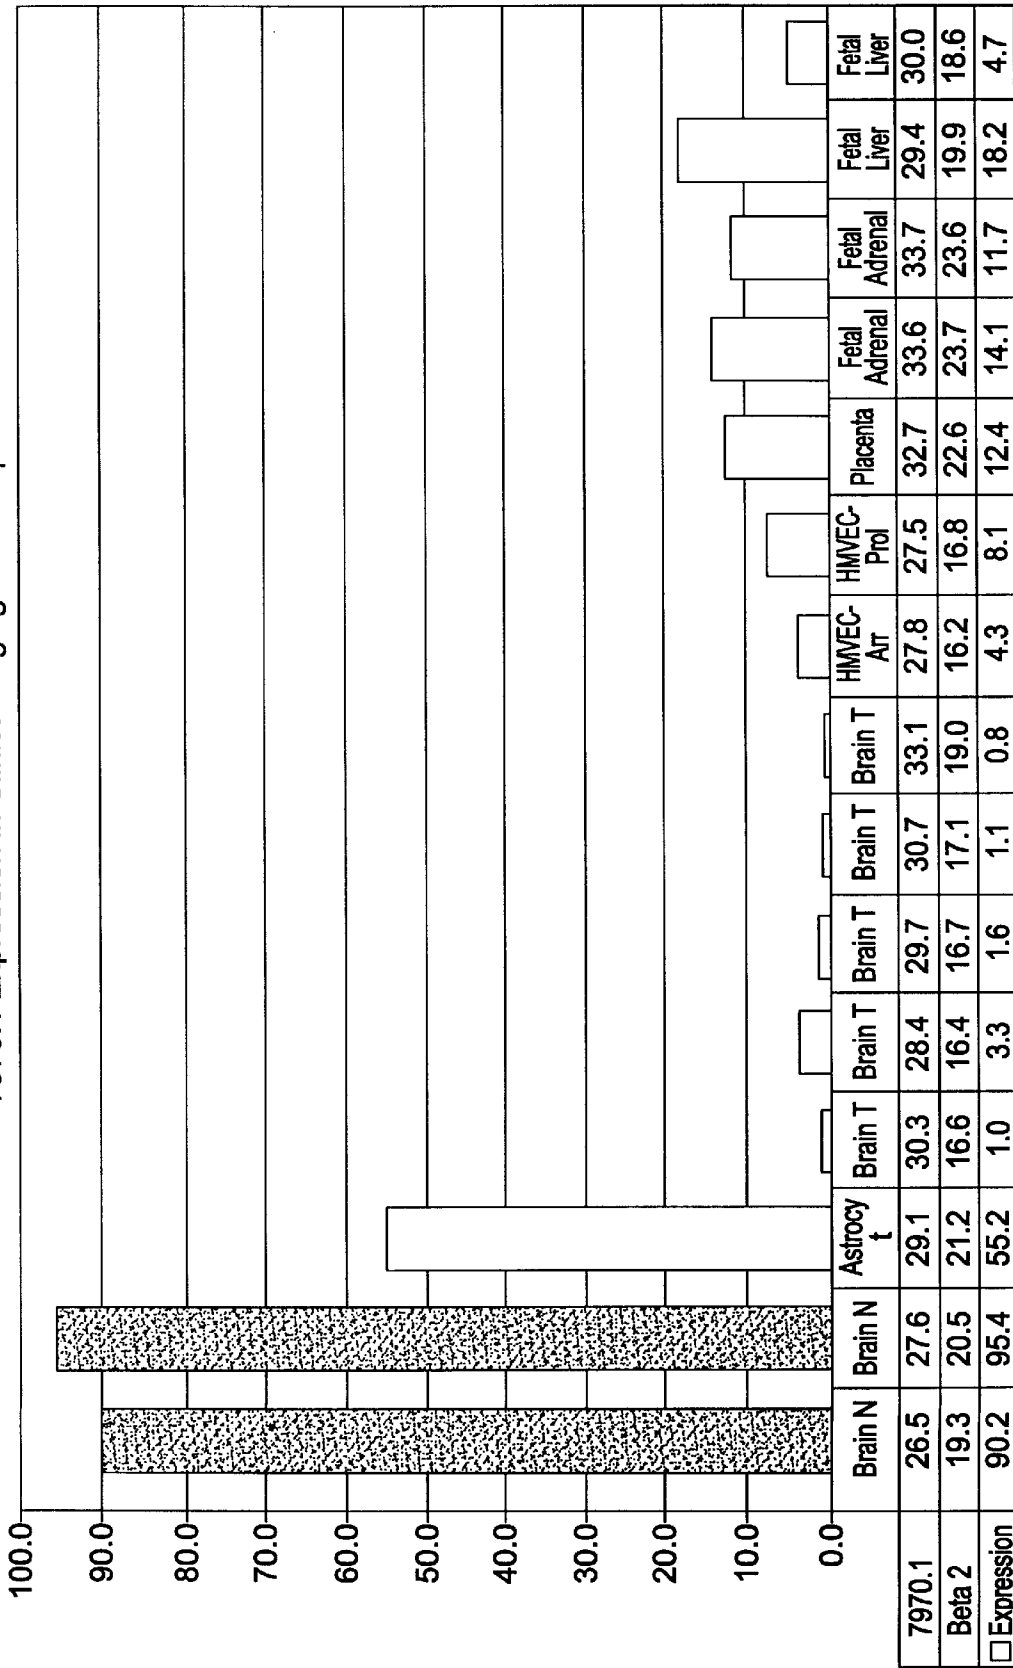 100.0
90.0
80.0
70.0
60.0
50.0
40.0
30.0
20.0
10.0
0.0
Brain N Brain N Astrocy t Brain T Brain T Brain T Brain T Brain T HMVEC-Arr HMVEC-Prol Placenta Fetal Adrenal Fetal Adrenal Fetal Liver Fetal Liver
7970.1 26.5 27.6 29.1 30.3 28.4 29.7 30.7 33.1 27.8 27.5 32.7 33.6 33.7 29.4 30.0
Beta 2 19.3 20.5 21.2 16.6 16.4 16.7 17.1 19.0 16.2 16.8 22.6 23.7 23.6 19.9 18.6
Expression 90.2 95.4 55.2 1.0 3.3 1.6 1.1 0.8 4.3 8.1 12.4 14.1 11.7 18.2 4.7